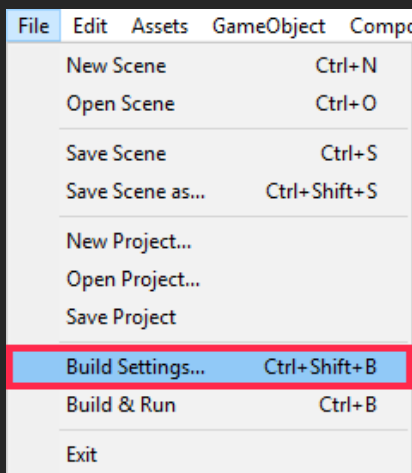 File Edit Assets GameObject Compo
New Scene Ctrl+N
Open Scene Ctrl+O
Save Scene Ctrl+S
Save Scene as... Ctrl+Shift+S
New Project...
Open Project...
Save Project
Build Settings... Ctrl+Shift+B
Build & Run Ctrl+B
Exit